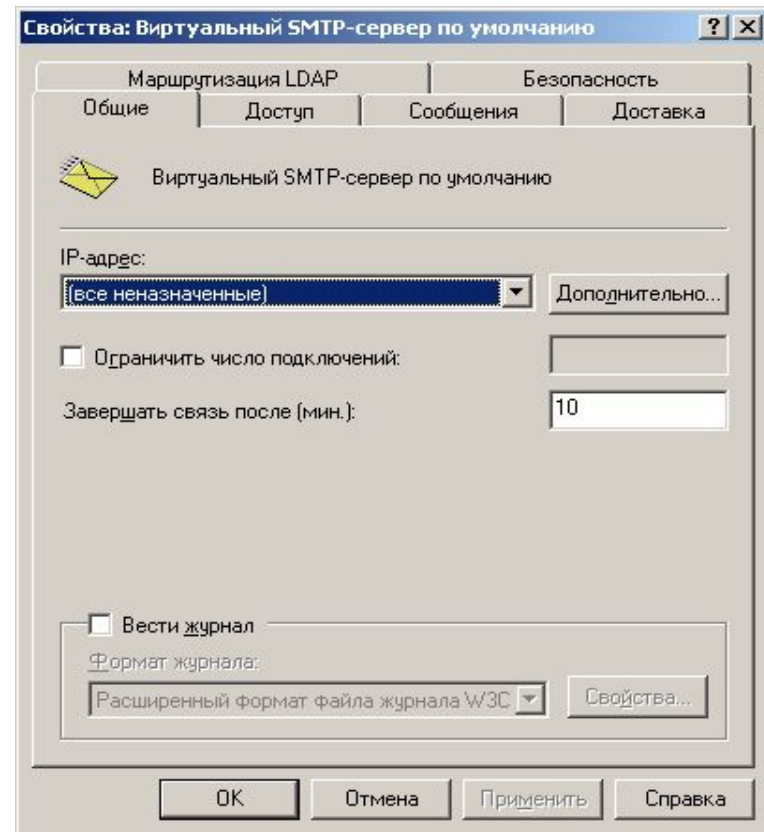 Свойства: Виртуальный SMTP-сервер по умолчанию
Маршрутизация LDAP Безопасность
Общие Доступ Сообщения Доставка
Виртуальный SMTP-сервер по умолчанию
IP-адрес:
(все неназначенные) Дополнительно...
Ограничить число подключений:
Завершать связь после (мин.): 10
Вести журнал
Формат журнала:
Расширенный формат файла журнала W3C Свойства...
OK Отмена Применить Справка